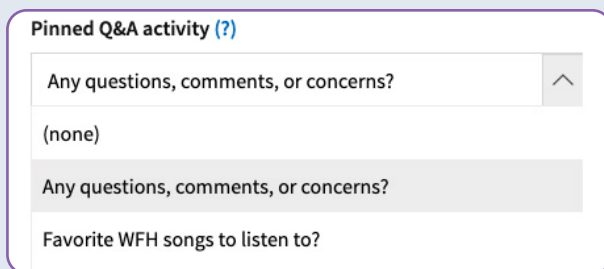 Pinned Q&A activity (?)
Any questions, comments, or concerns?
(none)
Any questions, comments, or concerns?
Favorite WFH songs to listen to?